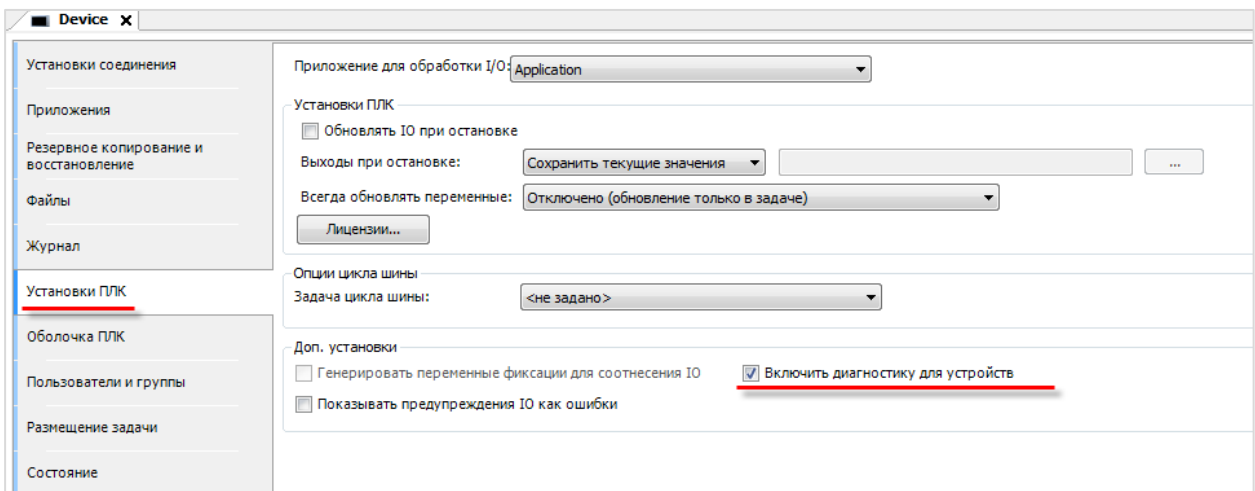 Device X
Установки соединения
Приложения
Резервное копирование и
восстановление
Файлы
Журнал
Установки ПЛК
Оболочка ПЛК
Пользователи и группы
Размещение задачи
Состояние
Приложение для обработки I/O: Application
Установки ПЛК
Обновлять IO при остановке
Выходы при остановке: Сохранить текущие значения ...
Всегда обновлять переменные: Отключено (обновление только в задаче)
Лицензии...
Опции цикла шины
Задача цикла шины: <не задано>
Доп. установки
Генерировать переменные фиксации для соотнесения IO Включить диагностику для устройств
Показывать предупреждения IO как ошибки